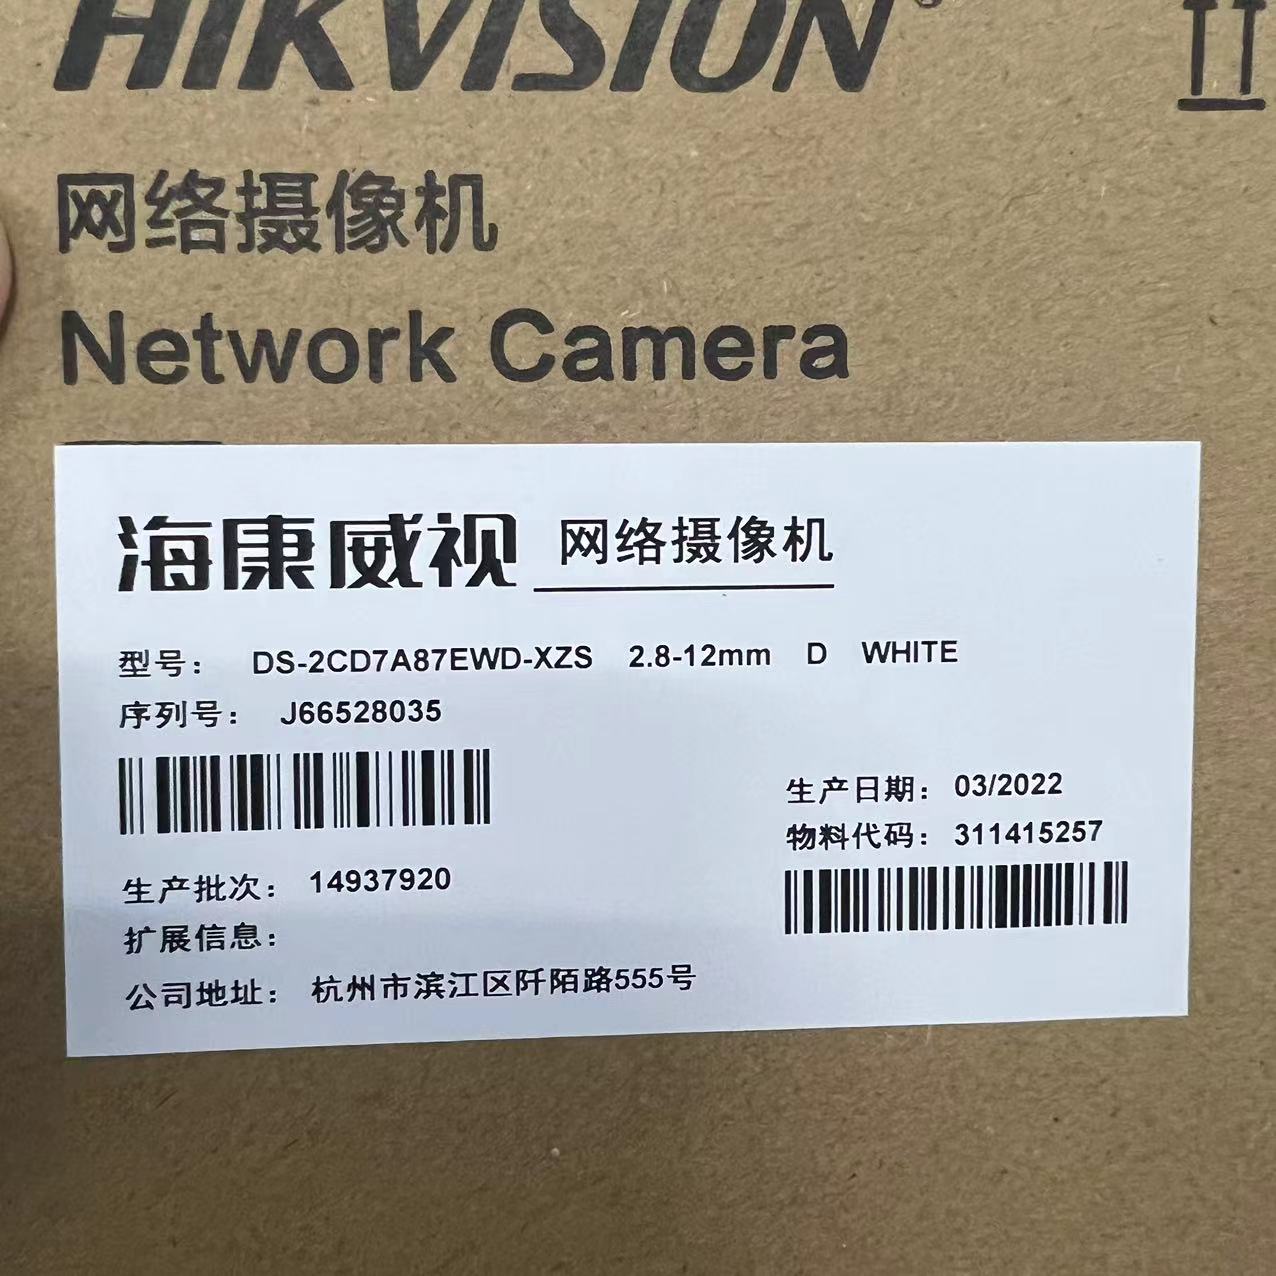 HIKVISION
网络摄像机
Network Camera
海康威视 网络摄像机
型号： DS-2CD7A87EWD-XZS 2.8-12mm D WHITE
序列号： J66528035
生产日期： 03/2022
物料代码： 311415257
生产批次： 14937920
扩展信息：
公司地址： 杭州市滨江区阡陌路555号